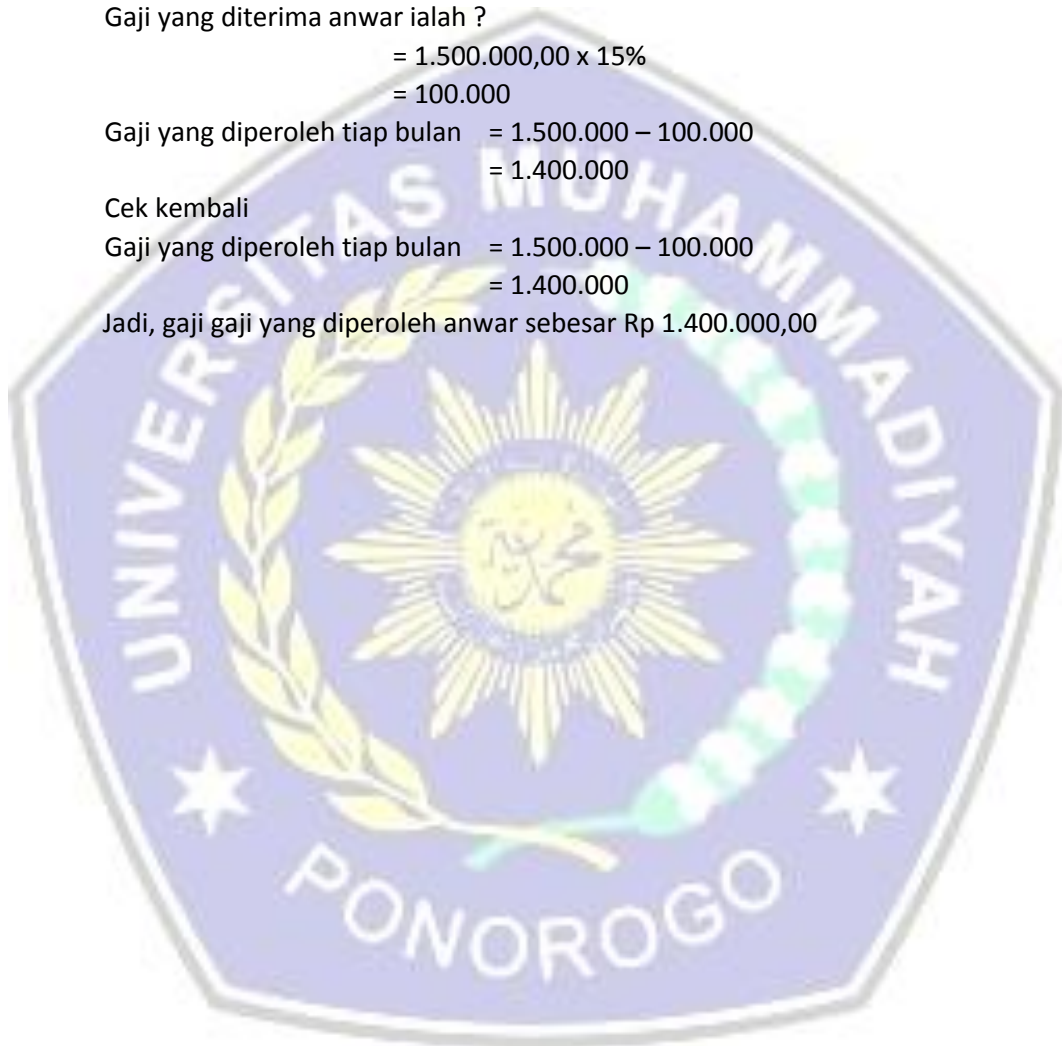 Gaji yang diterima anwar ialah ?
= 1.500.000,00 x 15%
= 100.000
Gaji yang diperoleh tiap bulan = 1.500.000 – 100.000
= 1.400.000
Cek kembali
Gaji yang diperoleh tiap bulan = 1.500.000 – 100.000
= 1.400.000
Jadi, gaji gaji yang diperoleh anwar sebesar Rp 1.400.000,00
UNIVERSITAS MUHAMMADIYAH
PONOROGO